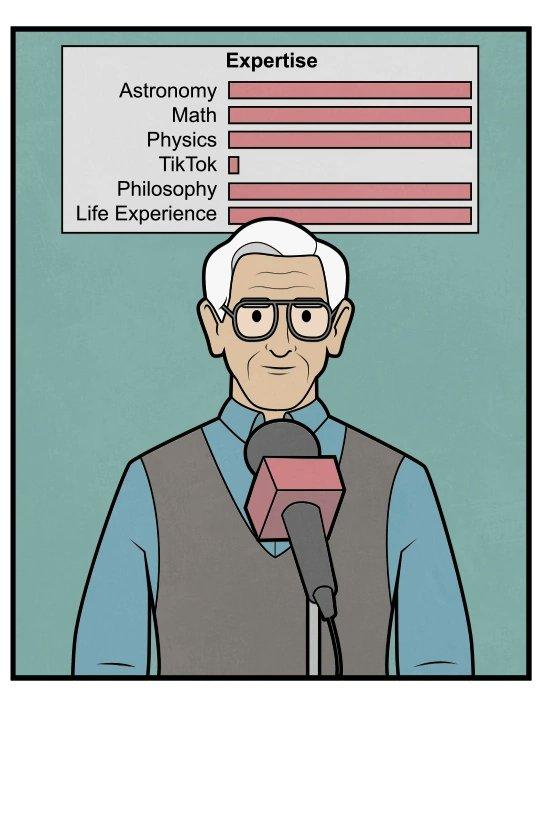 Expertise
Astronomy
Math
Physics
TikTok
Philosophy
Life Experience